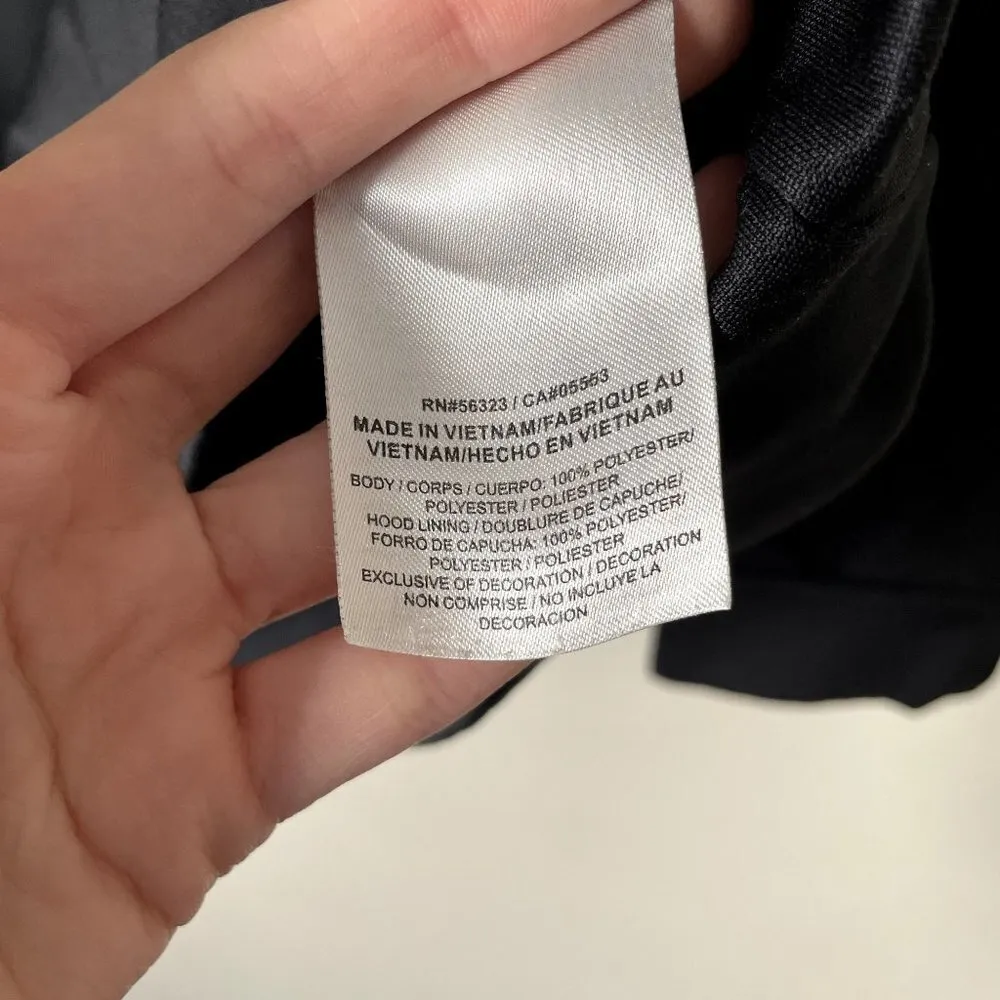 RN#56323 / CA#05553
MADE IN VIETNAM/FABRIQUE AU
VIETNAM/HECHO EN VIETNAM
BODY / CORPS / CUERPO: 100% POLYESTER/
POLYESTER / POLIESTER
HOOD LINING / DOUBLURE DE CAPUCHE/
FORRO DE CAPUCHA: 100% POLYESTER/
POLYESTER / POLIESTER
EXCLUSIVE OF DECORATION / DECORATION
NON COMPRISE / NO INCLUYE LA
DECORACION